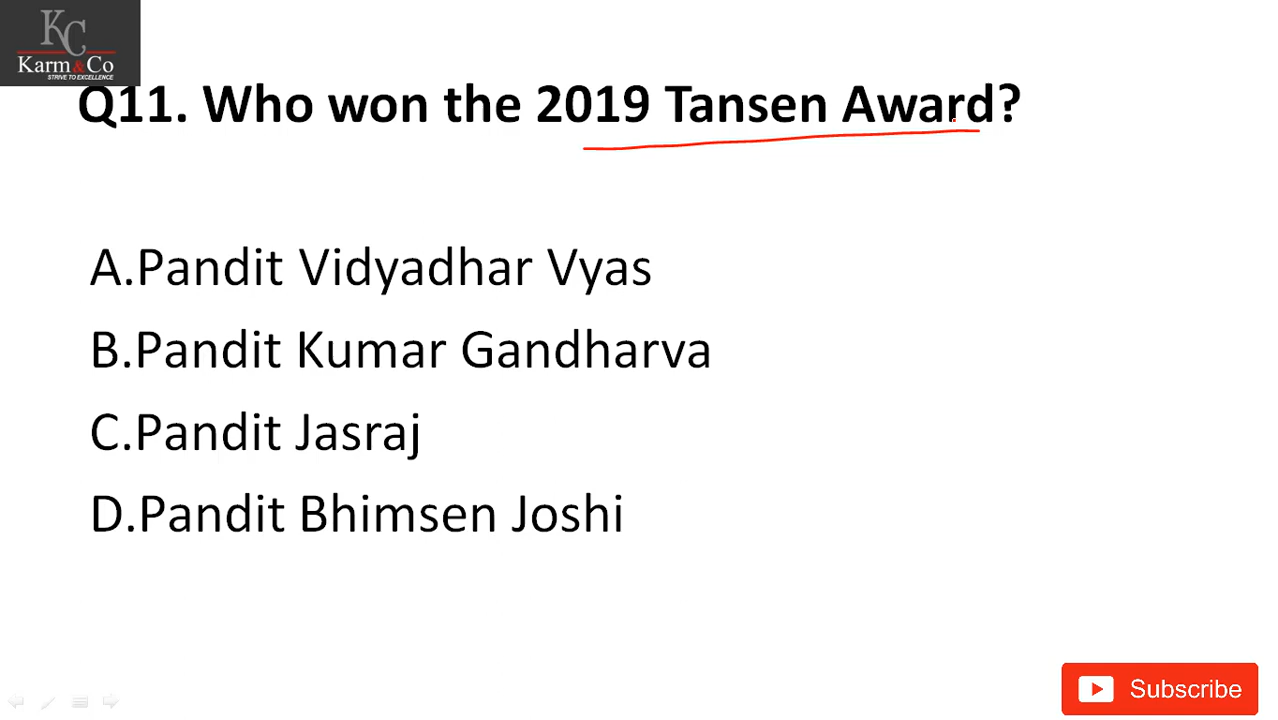 KC
Karm&Co
STRIVE TO EXCELLENCE
Q11. Who won the 2019 Tansen Award?
A.Pandit Vidyadhar Vyas
B.Pandit Kumar Gandharva
C.Pandit Jasraj
D.Pandit Bhimsen Joshi
Subscribe